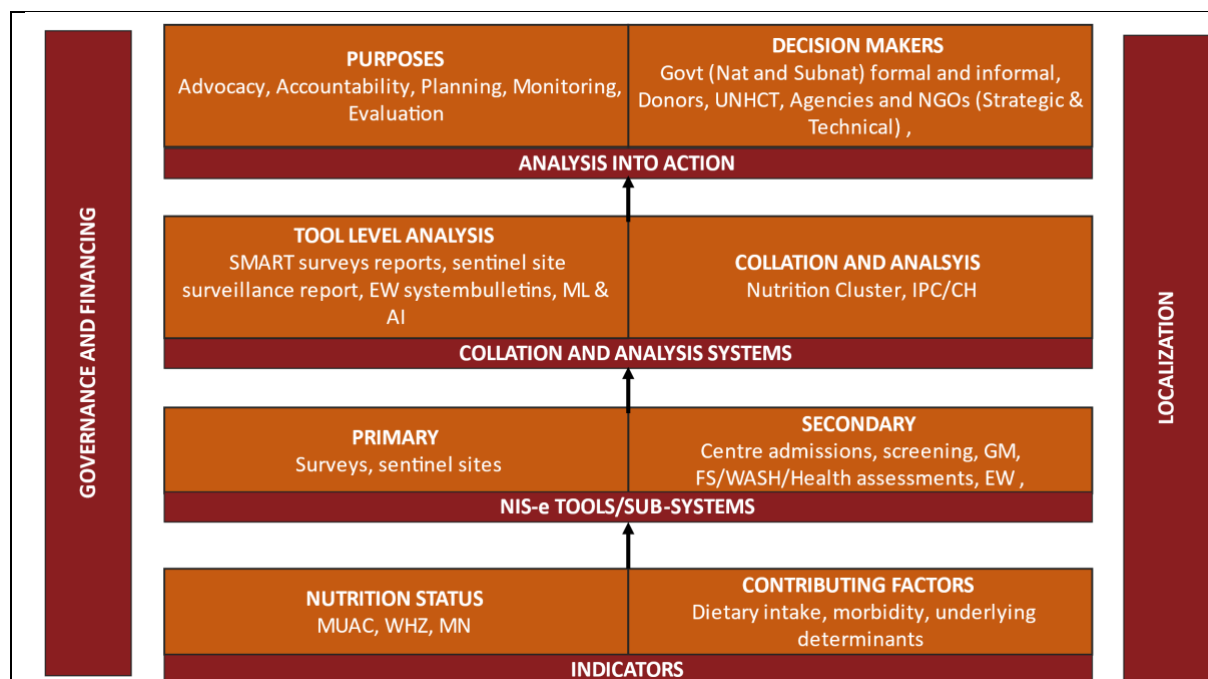 GOVERNANCE AND FINANCING
PURPOSES
Advocacy, Accountability, Planning, Monitoring,
Evaluation
DECISION MAKERS
Govt (Nat and Subnat) formal and informal,
Donors, UNHCT, Agencies and NGOs (Strategic &
Technical) ,
ANALYSIS INTO ACTION
TOOL LEVEL ANALYSIS
SMART surveys reports, sentinel site
surveillance report, EW systembulletins, ML &
AI
COLLATION AND ANALSYIS
Nutrition Cluster, IPC/CH
COLLATION AND ANALYSIS SYSTEMS
PRIMARY
Surveys, sentinel sites
SECONDARY
Centre admissions, screening, GM,
FS/WASH/Health assessments, EW ,
NIS-e TOOLS/SUB-SYSTEMS
NUTRITION STATUS
MUAC, WHZ, MN
CONTRIBUTING FACTORS
Dietary intake, morbidity, underlying
determinants
INDICATORS
LOCALIZATION